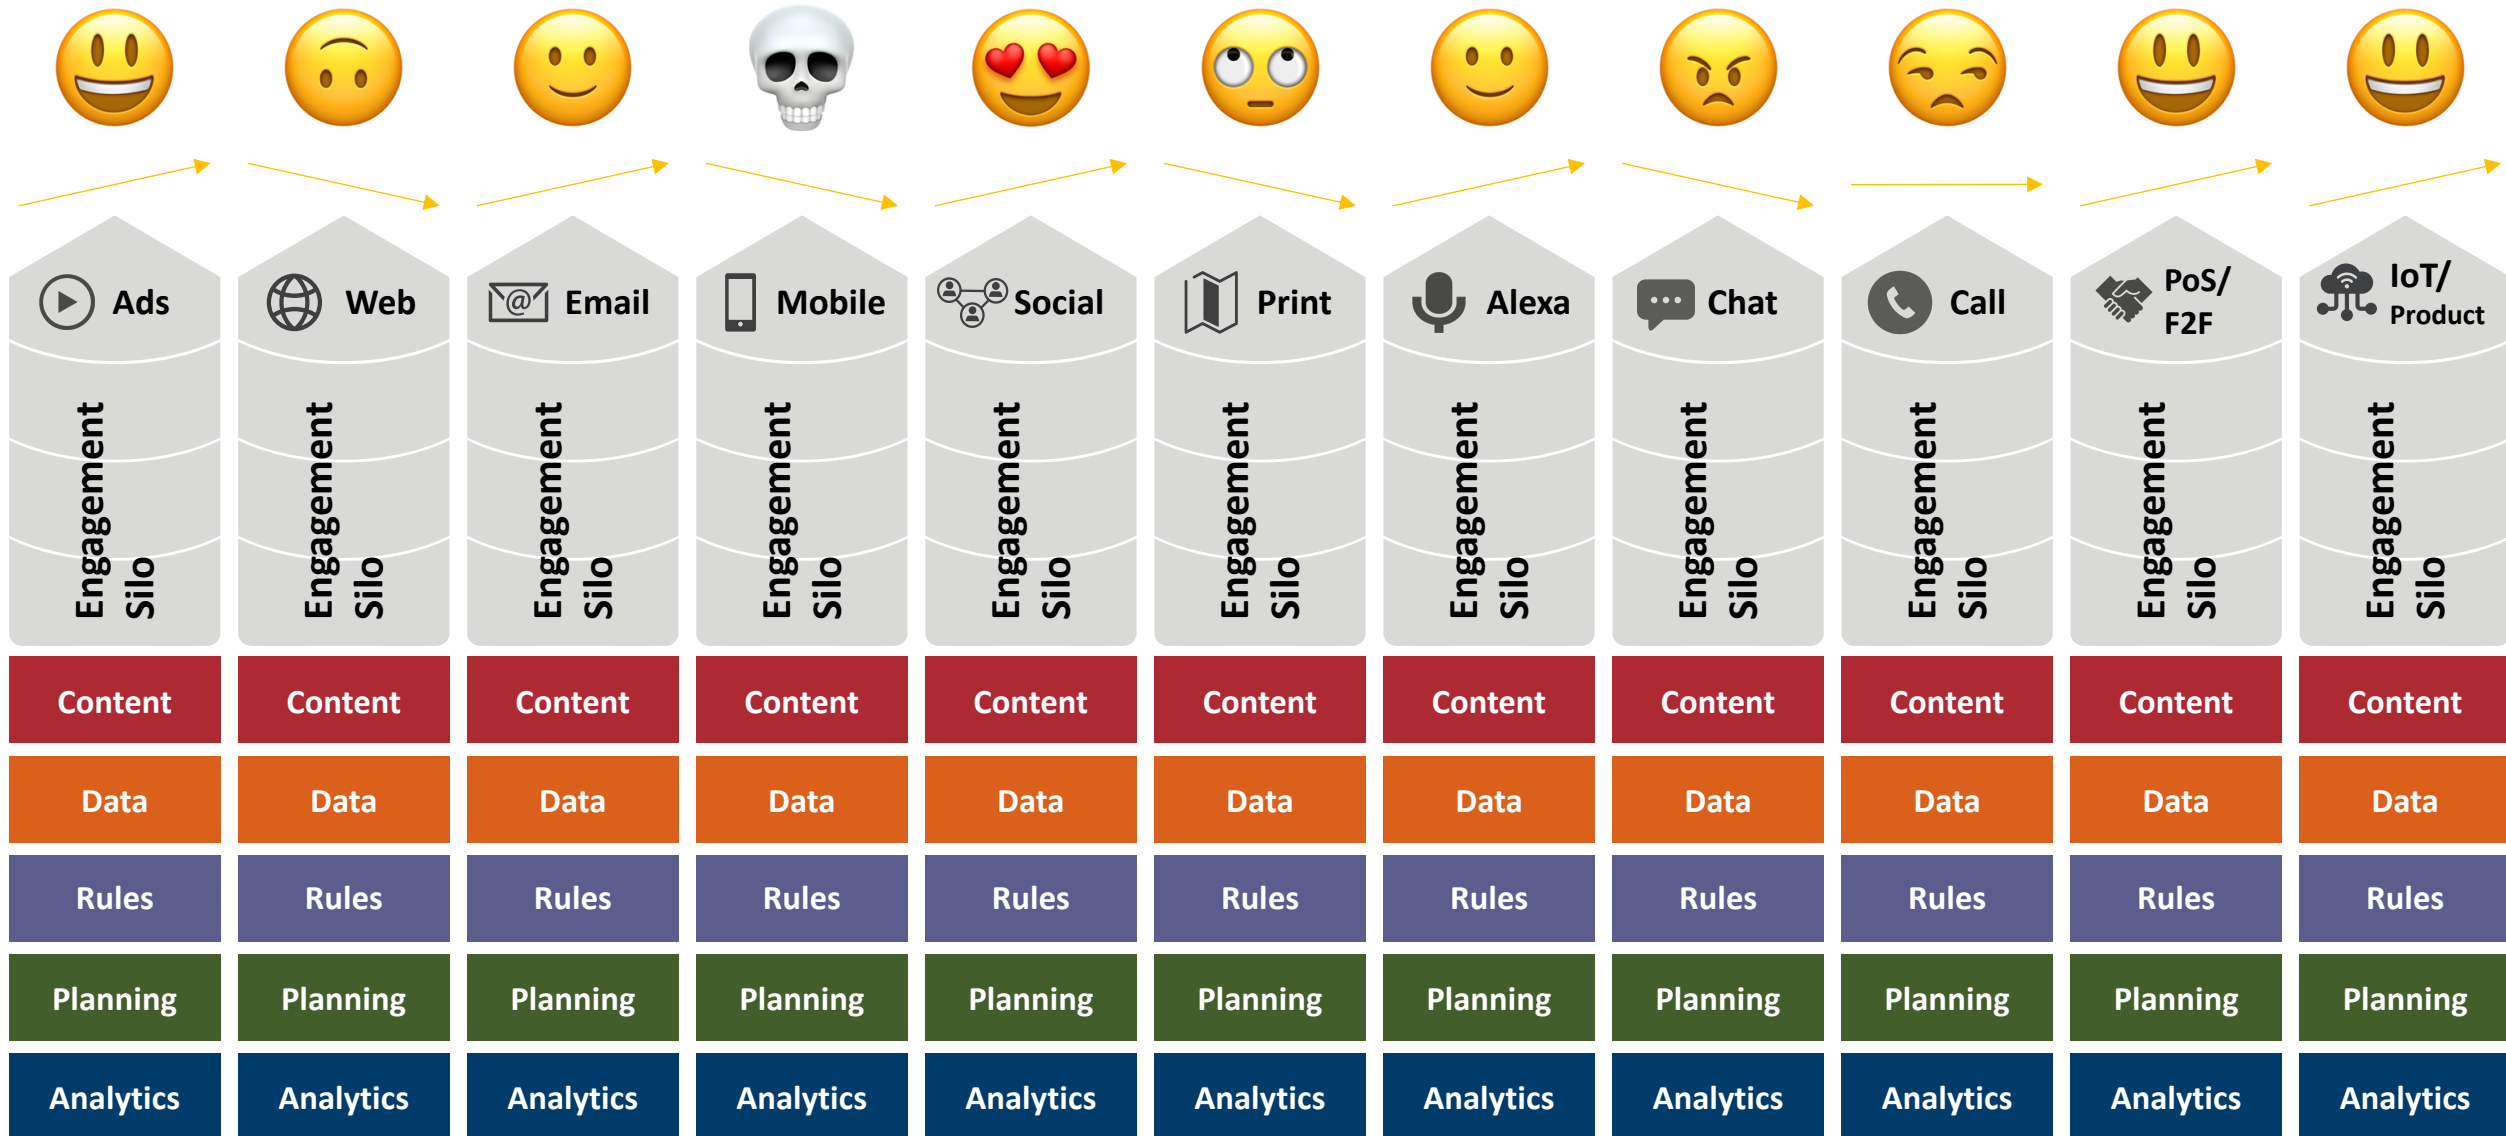 Ads
Web
Email
Mobile
Social
Print
Alexa
Chat
Call
PoS/
F2F
IoT/
Product
Engagement
Silo
Engagement
Silo
Engagement
Silo
Engagement
Silo
Engagement
Silo
Engagement
Silo
Engagement
Silo
Engagement
Silo
Engagement
Silo
Engagement
Silo
Engagement
Silo
Content Content Content Content Content Content Content Content Content Content Content
Data Data Data Data Data Data Data Data Data Data Data
Rules Rules Rules Rules Rules Rules Rules Rules Rules Rules Rules
Planning Planning Planning Planning Planning Planning Planning Planning Planning Planning Planning
Analytics Analytics Analytics Analytics Analytics Analytics Analytics Analytics Analytics Analytics Analytics